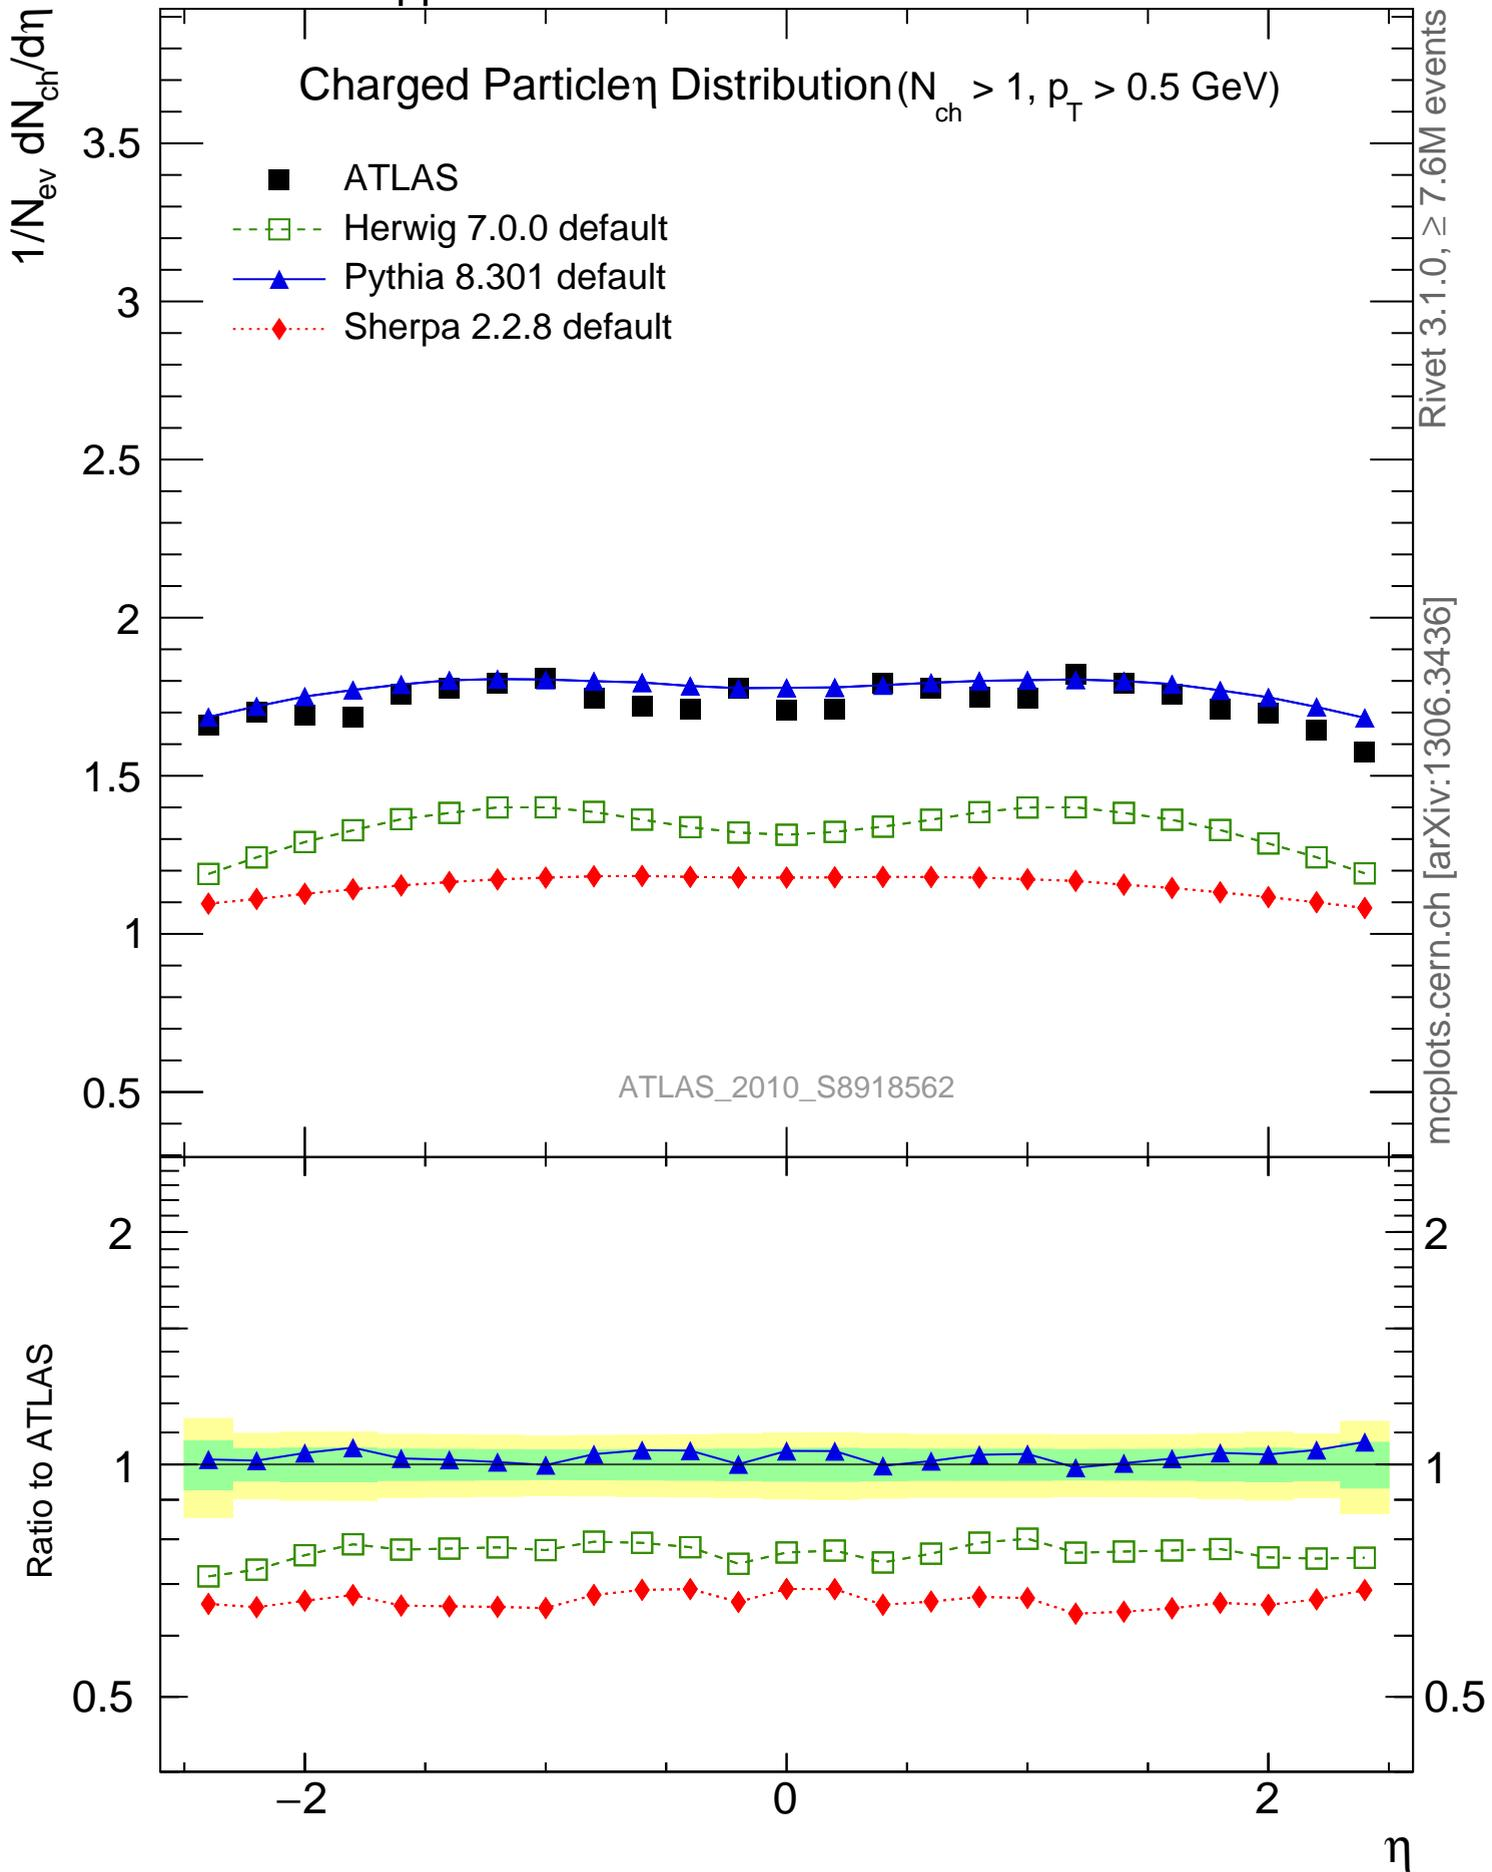 Charged Particleη Distribution(N_ch > 1, p_T > 0.5 GeV)
1/N_ev dN_ch/dη
ATLAS
Herwig 7.0.0 default
Pythia 8.301 default
Sherpa 2.2.8 default
3.5
3
2.5
2
1.5
1
0.5
ATLAS_2010_S8918562
Rivet 3.1.0, ≥ 7.6M events
mcplots.cern.ch [arXiv:1306.3436]
Ratio to ATLAS
2 2
1 1
0.5 0.5
−2 0 2
η